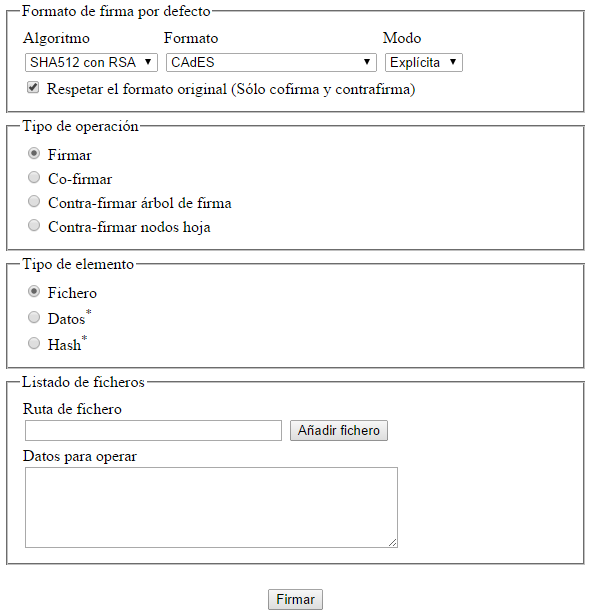 Formato de firma por defecto
Algoritmo Formato Modo
SHA512 con RSA CAdES Explícita
Respetar el formato original (Sólo cofirma y contrafirma)
Tipo de operación
Firmar
Co-firmar
Contra-firmar árbol de firma
Contra-firmar nodos hoja
Tipo de elemento
Fichero
Datos*
Hash*
Listado de ficheros
Ruta de fichero
Añadir fichero
Datos para operar
Firmar